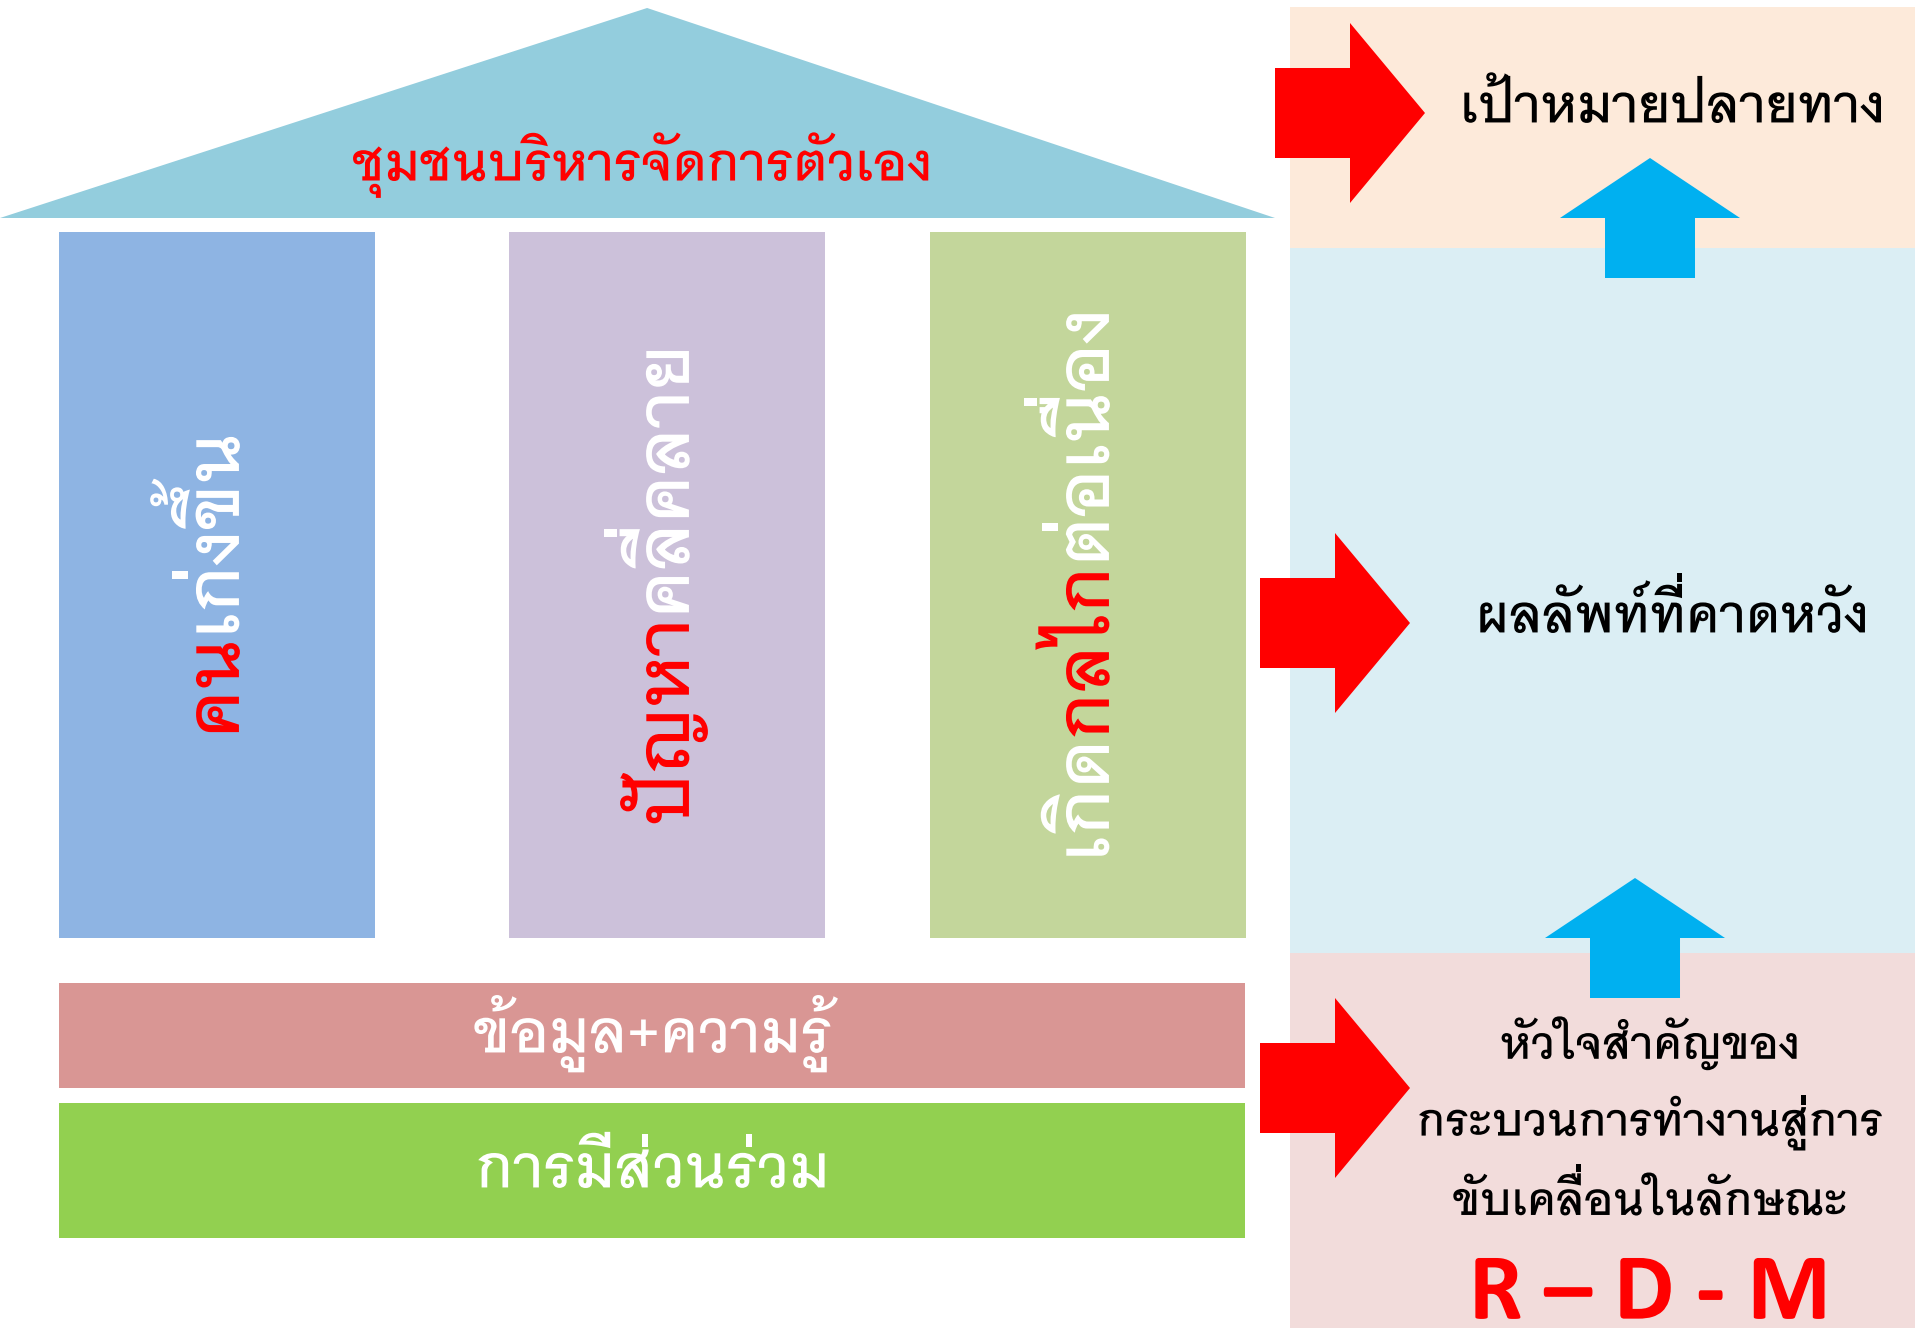 ชุมชนบริหารจัดการตัวเอง
เป้าหมายปลายทาง
คนเก่งขึ้น
ปัญหาคลี่คลาย
เกิดกลไกต่อเนื่อง
ผลลัพท์ที่คาดหวัง
ข้อมูล+ความรู้
การมีส่วนร่วม
หัวใจสำคัญของ
กระบวนการทำงานสู่การ
ขับเคลื่อนในลักษณะ
R – D - M